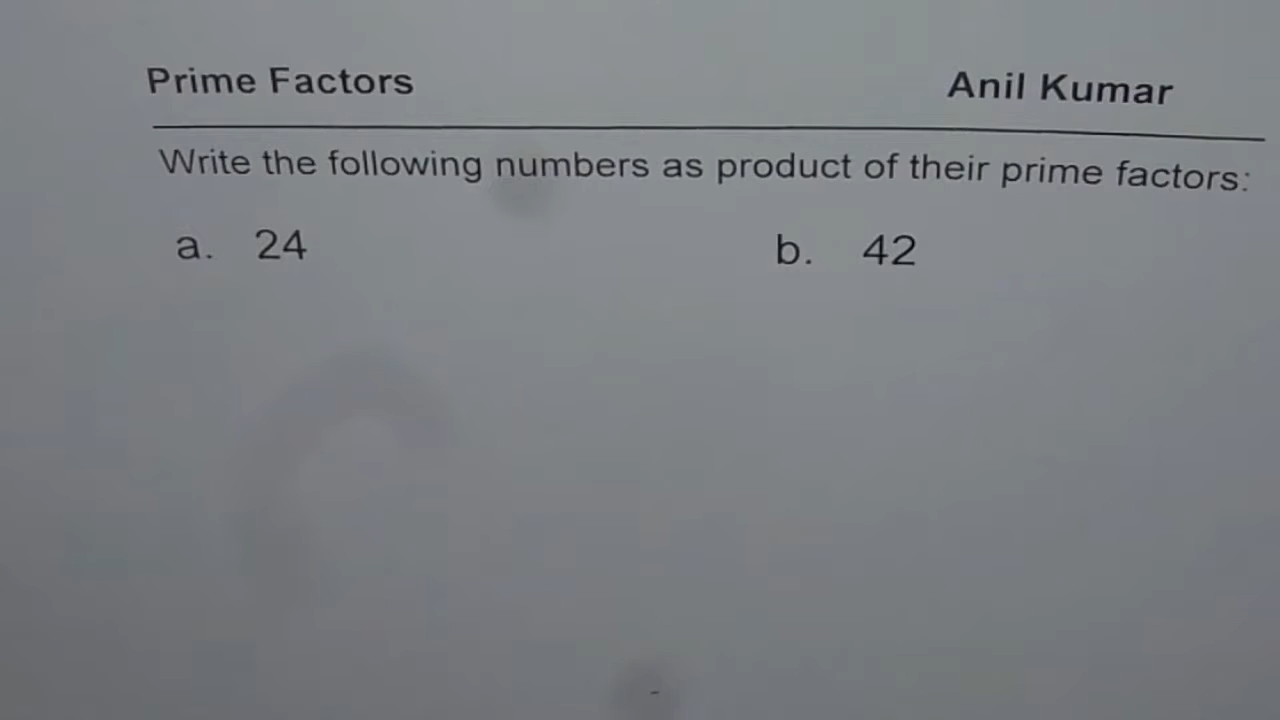 Prime Factors Anil Kumar
Write the following numbers as product of their prime factors:
a. 24 b. 42